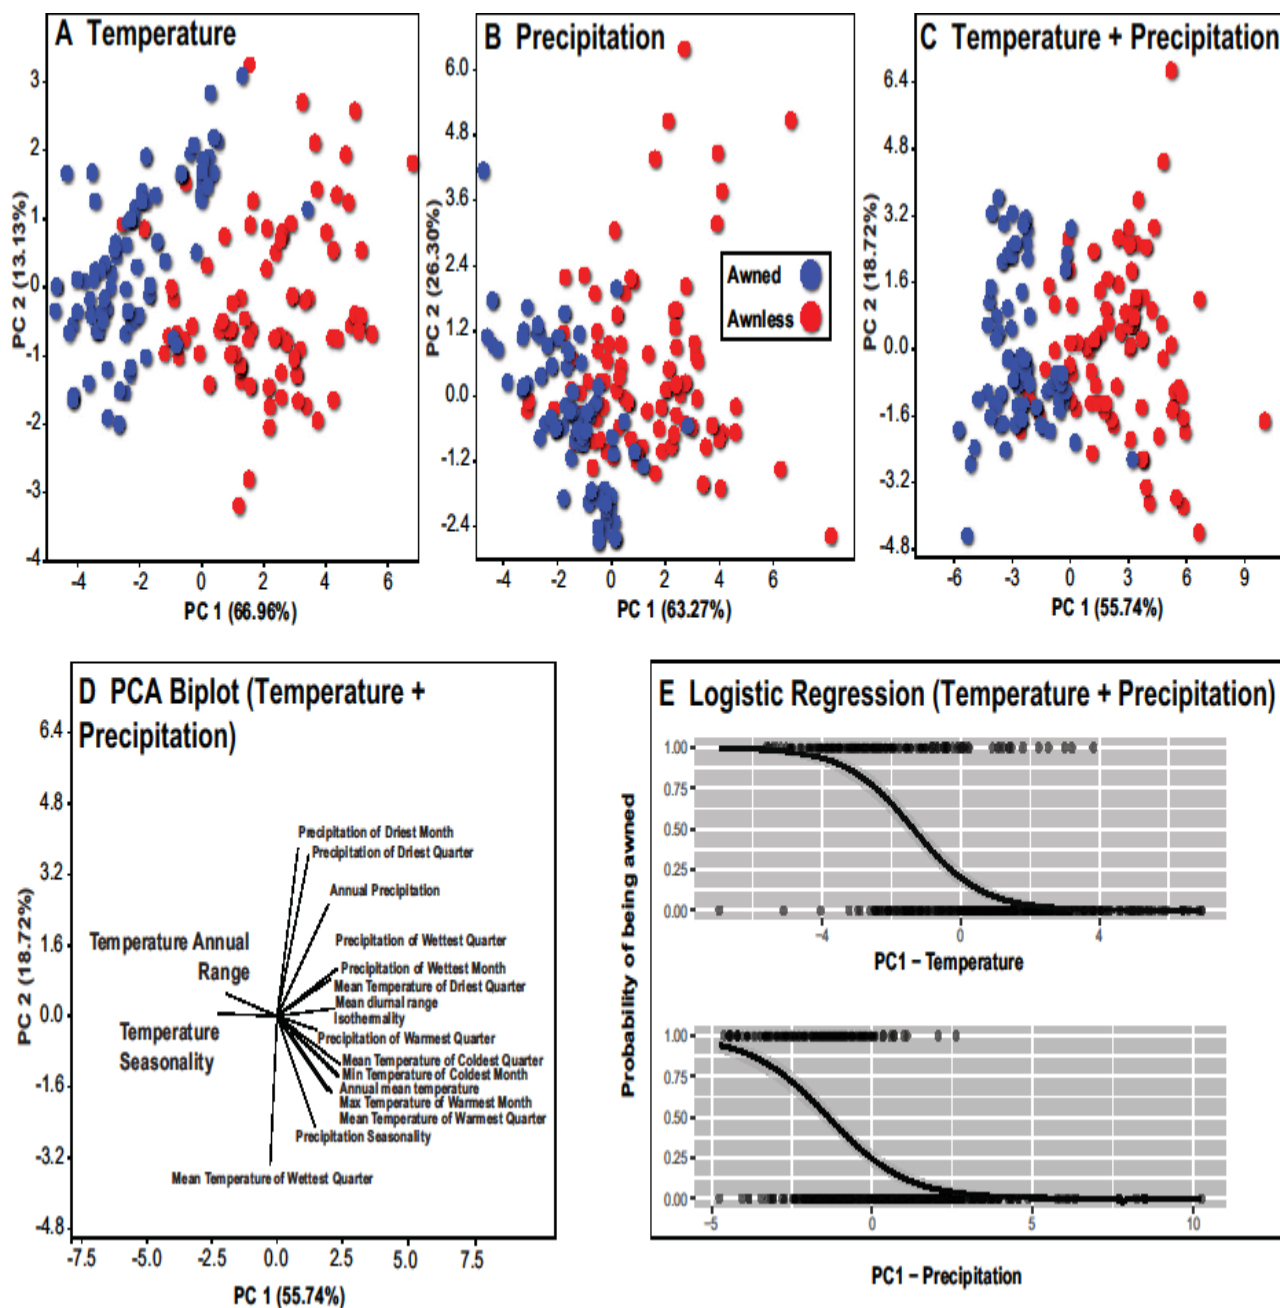 A Temperature
3
2
1
0
-1
-2
-3
-4
PC 2 (13.13%)
-4 -2 0 2 4 6
PC 1 (66.96%)
B Precipitation
6.0
4.8
3.6
2.4
1.2
0.0
-1.2
-2.4
PC 2 (26.30%)
Awned
Awnless
-4 -2 0 2 4 6
PC 1 (63.27%)
C Temperature + Precipitation
6.4
4.8
3.2
1.6
0.0
-1.6
-3.2
-4.8
PC 2 (18.72%)
-6 -3 0 3 6 9
PC 1 (55.74%)
D PCA Biplot (Temperature +
Precipitation)
6.4
4.8
3.2
1.6
0.0
-1.6
-3.2
-4.8
PC 2 (18.72%)
Precipitation of Driest Month
Precipitation of Driest Quarter
Annual Precipitation
Temperature Annual
Range
Precipitation of Wettest Quarter
Precipitation of Wettest Month
Mean Temperature of Driest Quarter
Mean diurnal range
Isothermality
Temperature
Seasonality
Precipitation of Warmest Quarter
Mean Temperature of Coldest Quarter
Min Temperature of Coldest Month
Annual mean temperature
Max Temperature of Warmest Month
Mean Temperature of Warmest Quarter
Precipitation Seasonality
Mean Temperature of Wettest Quarter
-7.5 -5.0 -2.5 0.0 2.5 5.0 7.5
PC 1 (55.74%)
E Logistic Regression (Temperature + Precipitation)
Probability of being awned
1.00
0.75
0.50
0.25
0.00
-4 0 4
PC1 – Temperature
1.00
0.75
0.50
0.25
0.00
-5 0 5 10
PC1 – Precipitation